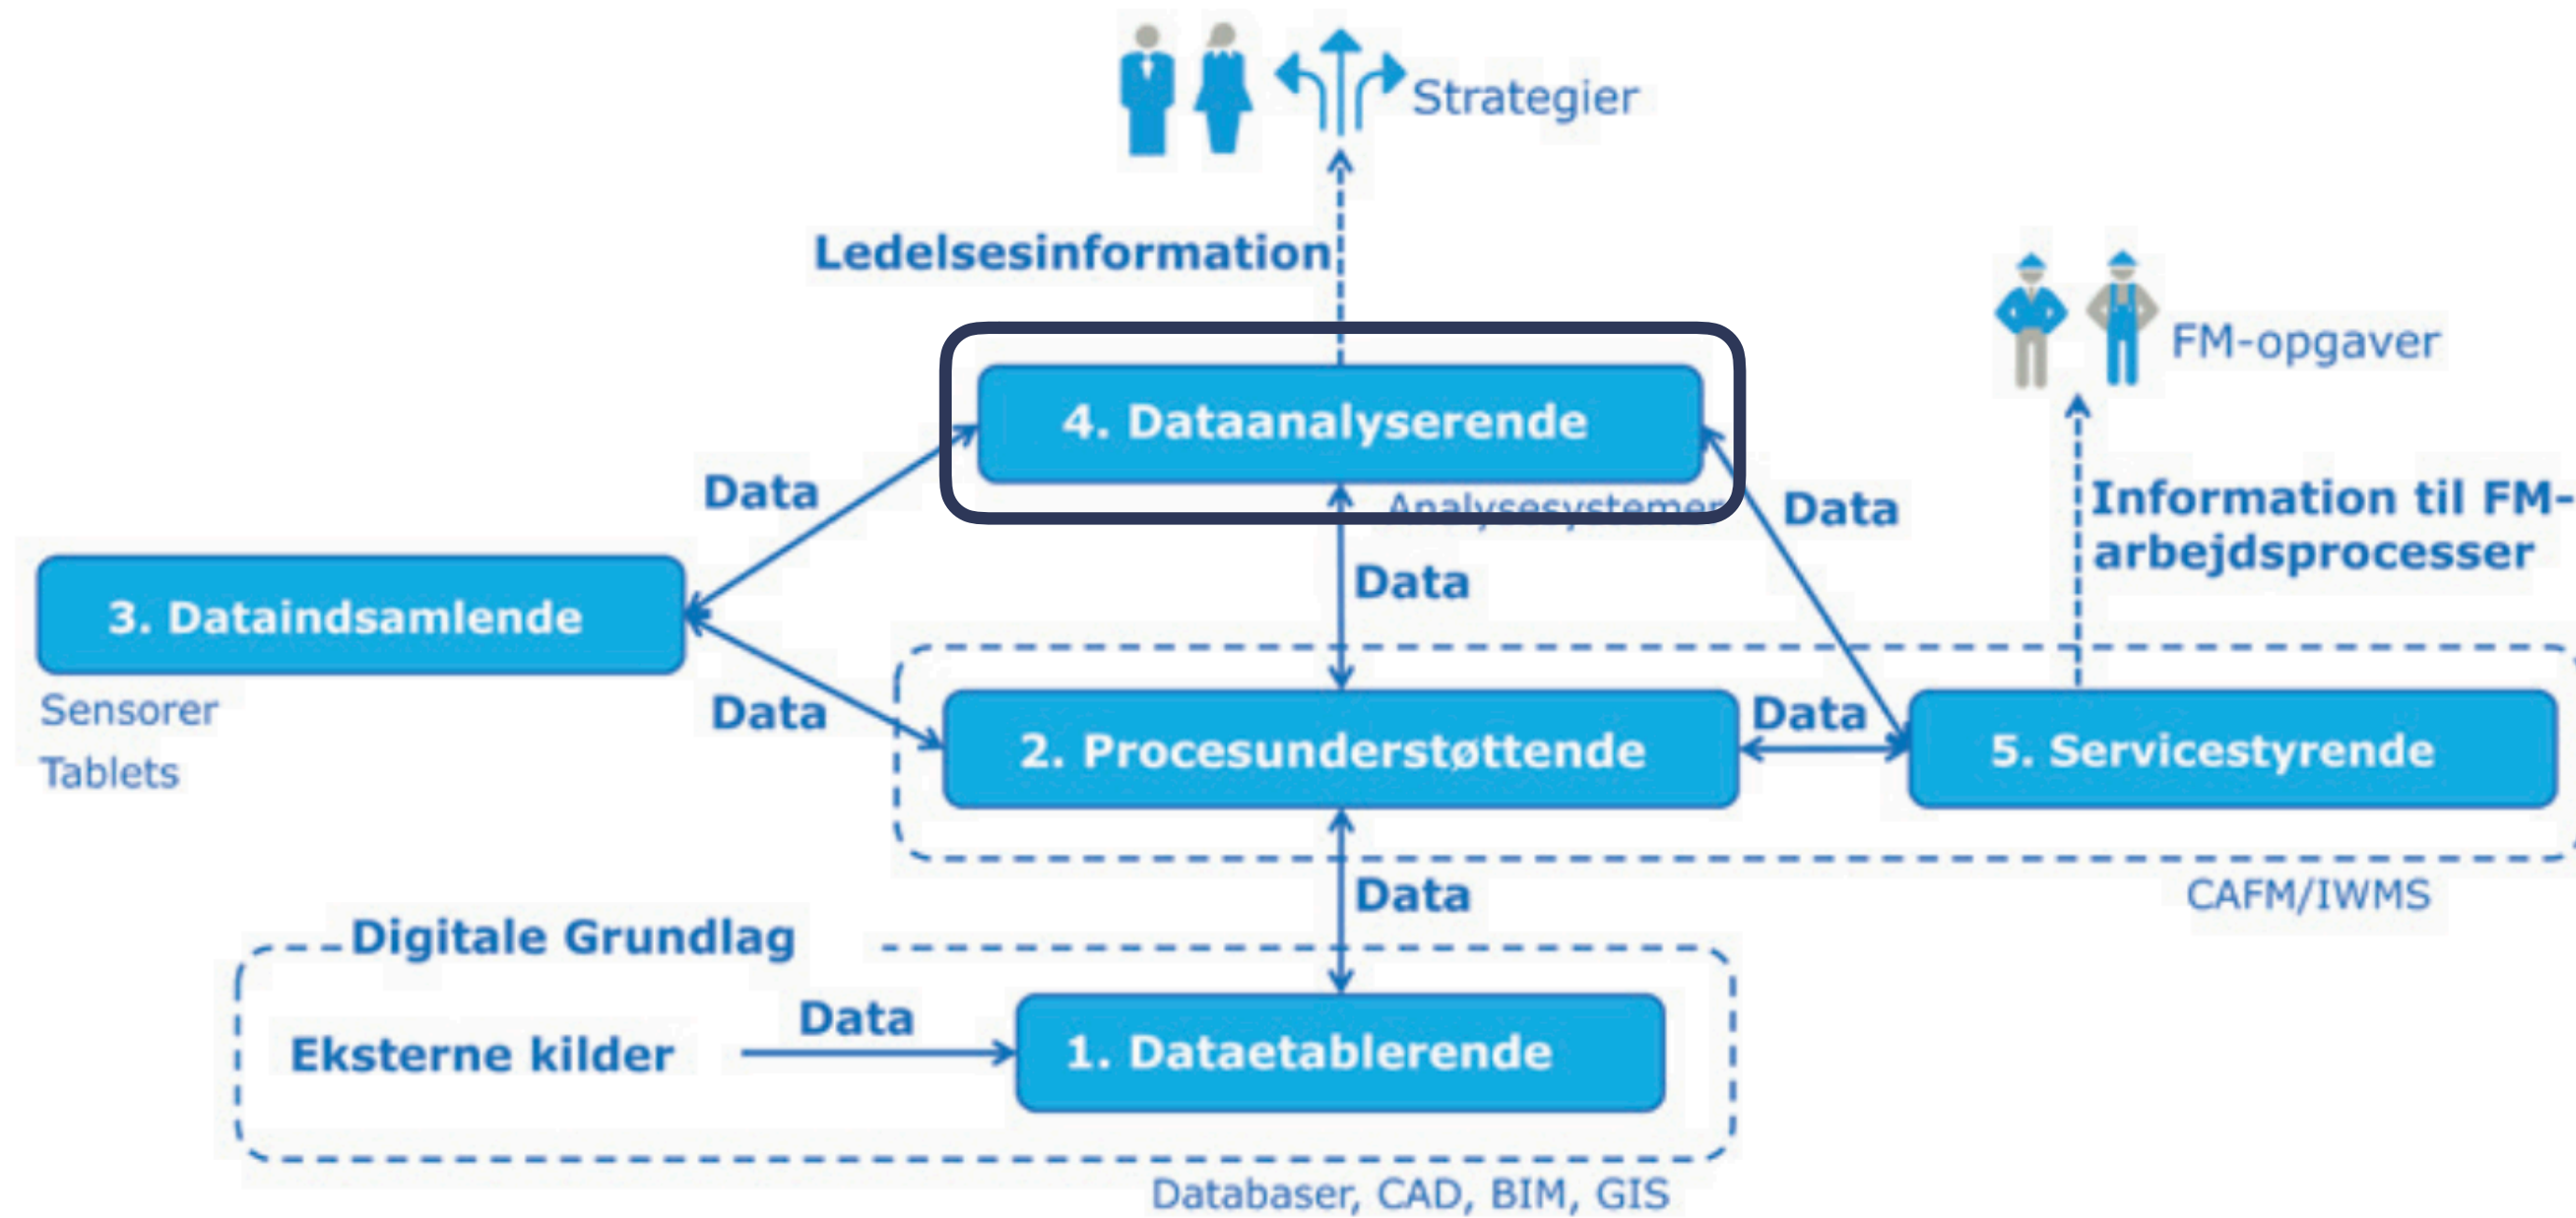 Strategier
Ledelsesinformation
FM-opgaver
4. Dataanalyserende
Data
Analysesystemer
Data
Information til FM-
arbejdsprocesser
Data
3. Dataindsamlende
Sensorer
Tablets
Data
2. Procesunderstøttende
Data
5. Servicestyrende
Data
CAFM/IWMS
Digitale Grundlag
Eksterne kilder
Data
1. Dataetablerende
Databaser, CAD, BIM, GIS